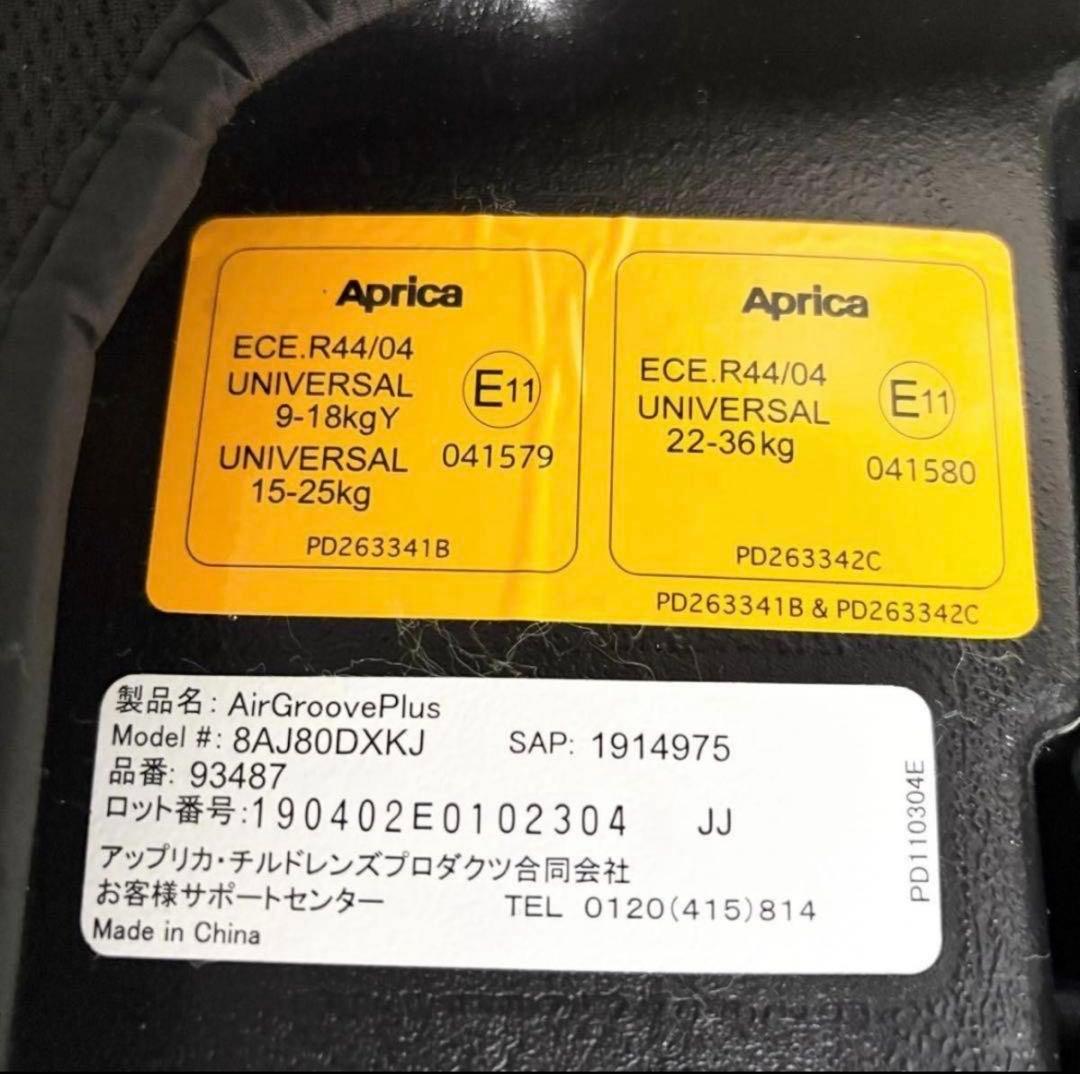 Aprica
ECE.R44/04
UNIVERSAL
9-18kgY
E11
UNIVERSAL
15-25kg
041579
PD263341B
Aprica
ECE.R44/04
UNIVERSAL
22-36kg
E11
041580
PD263342C
PD263341B & PD263342C
製品名: AirGroovePlus
Model #: 8AJ80DXKJ SAP: 1914975
品番: 93487
ロット番号:190402E0102304 JJ
アップリカ・チルドレンズプロダクツ合同会社
お客様サポートセンター TEL 0120(415)814
Made in China
PD110304E